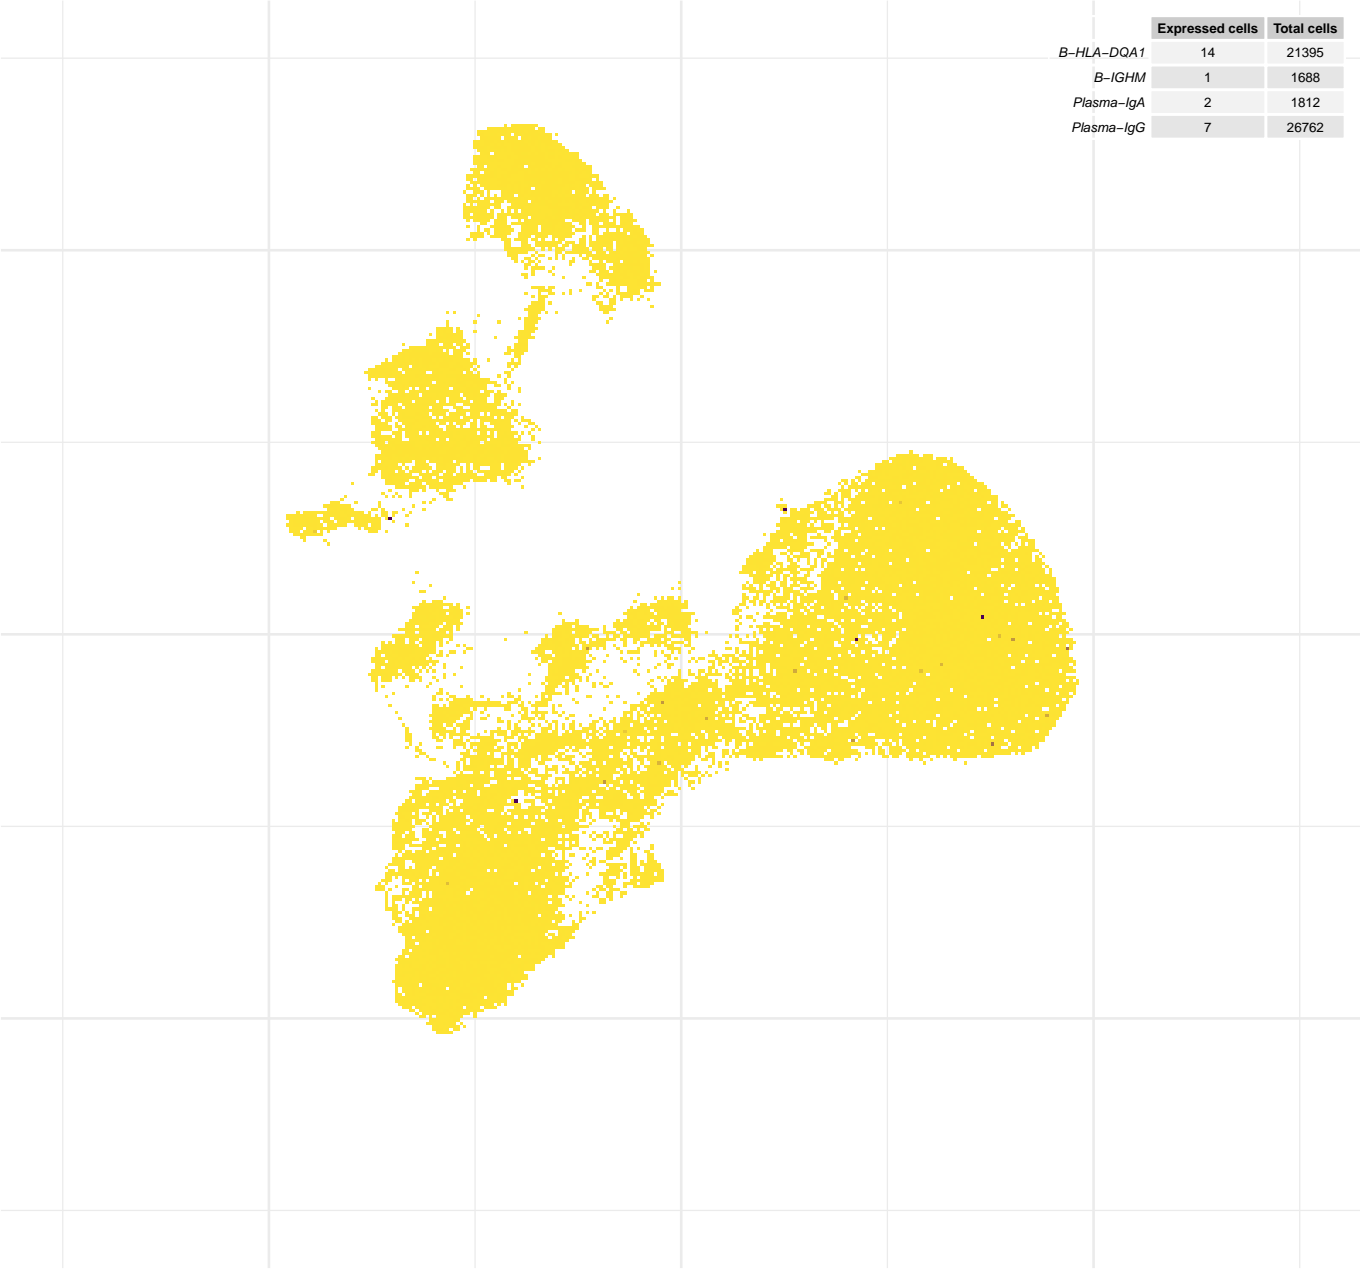 Expressed cells Total cells
B−HLA−DQA1 14 21395
B−IGHM 1 1688
Plasma−IgA 2 1812
Plasma−IgG 7 26762